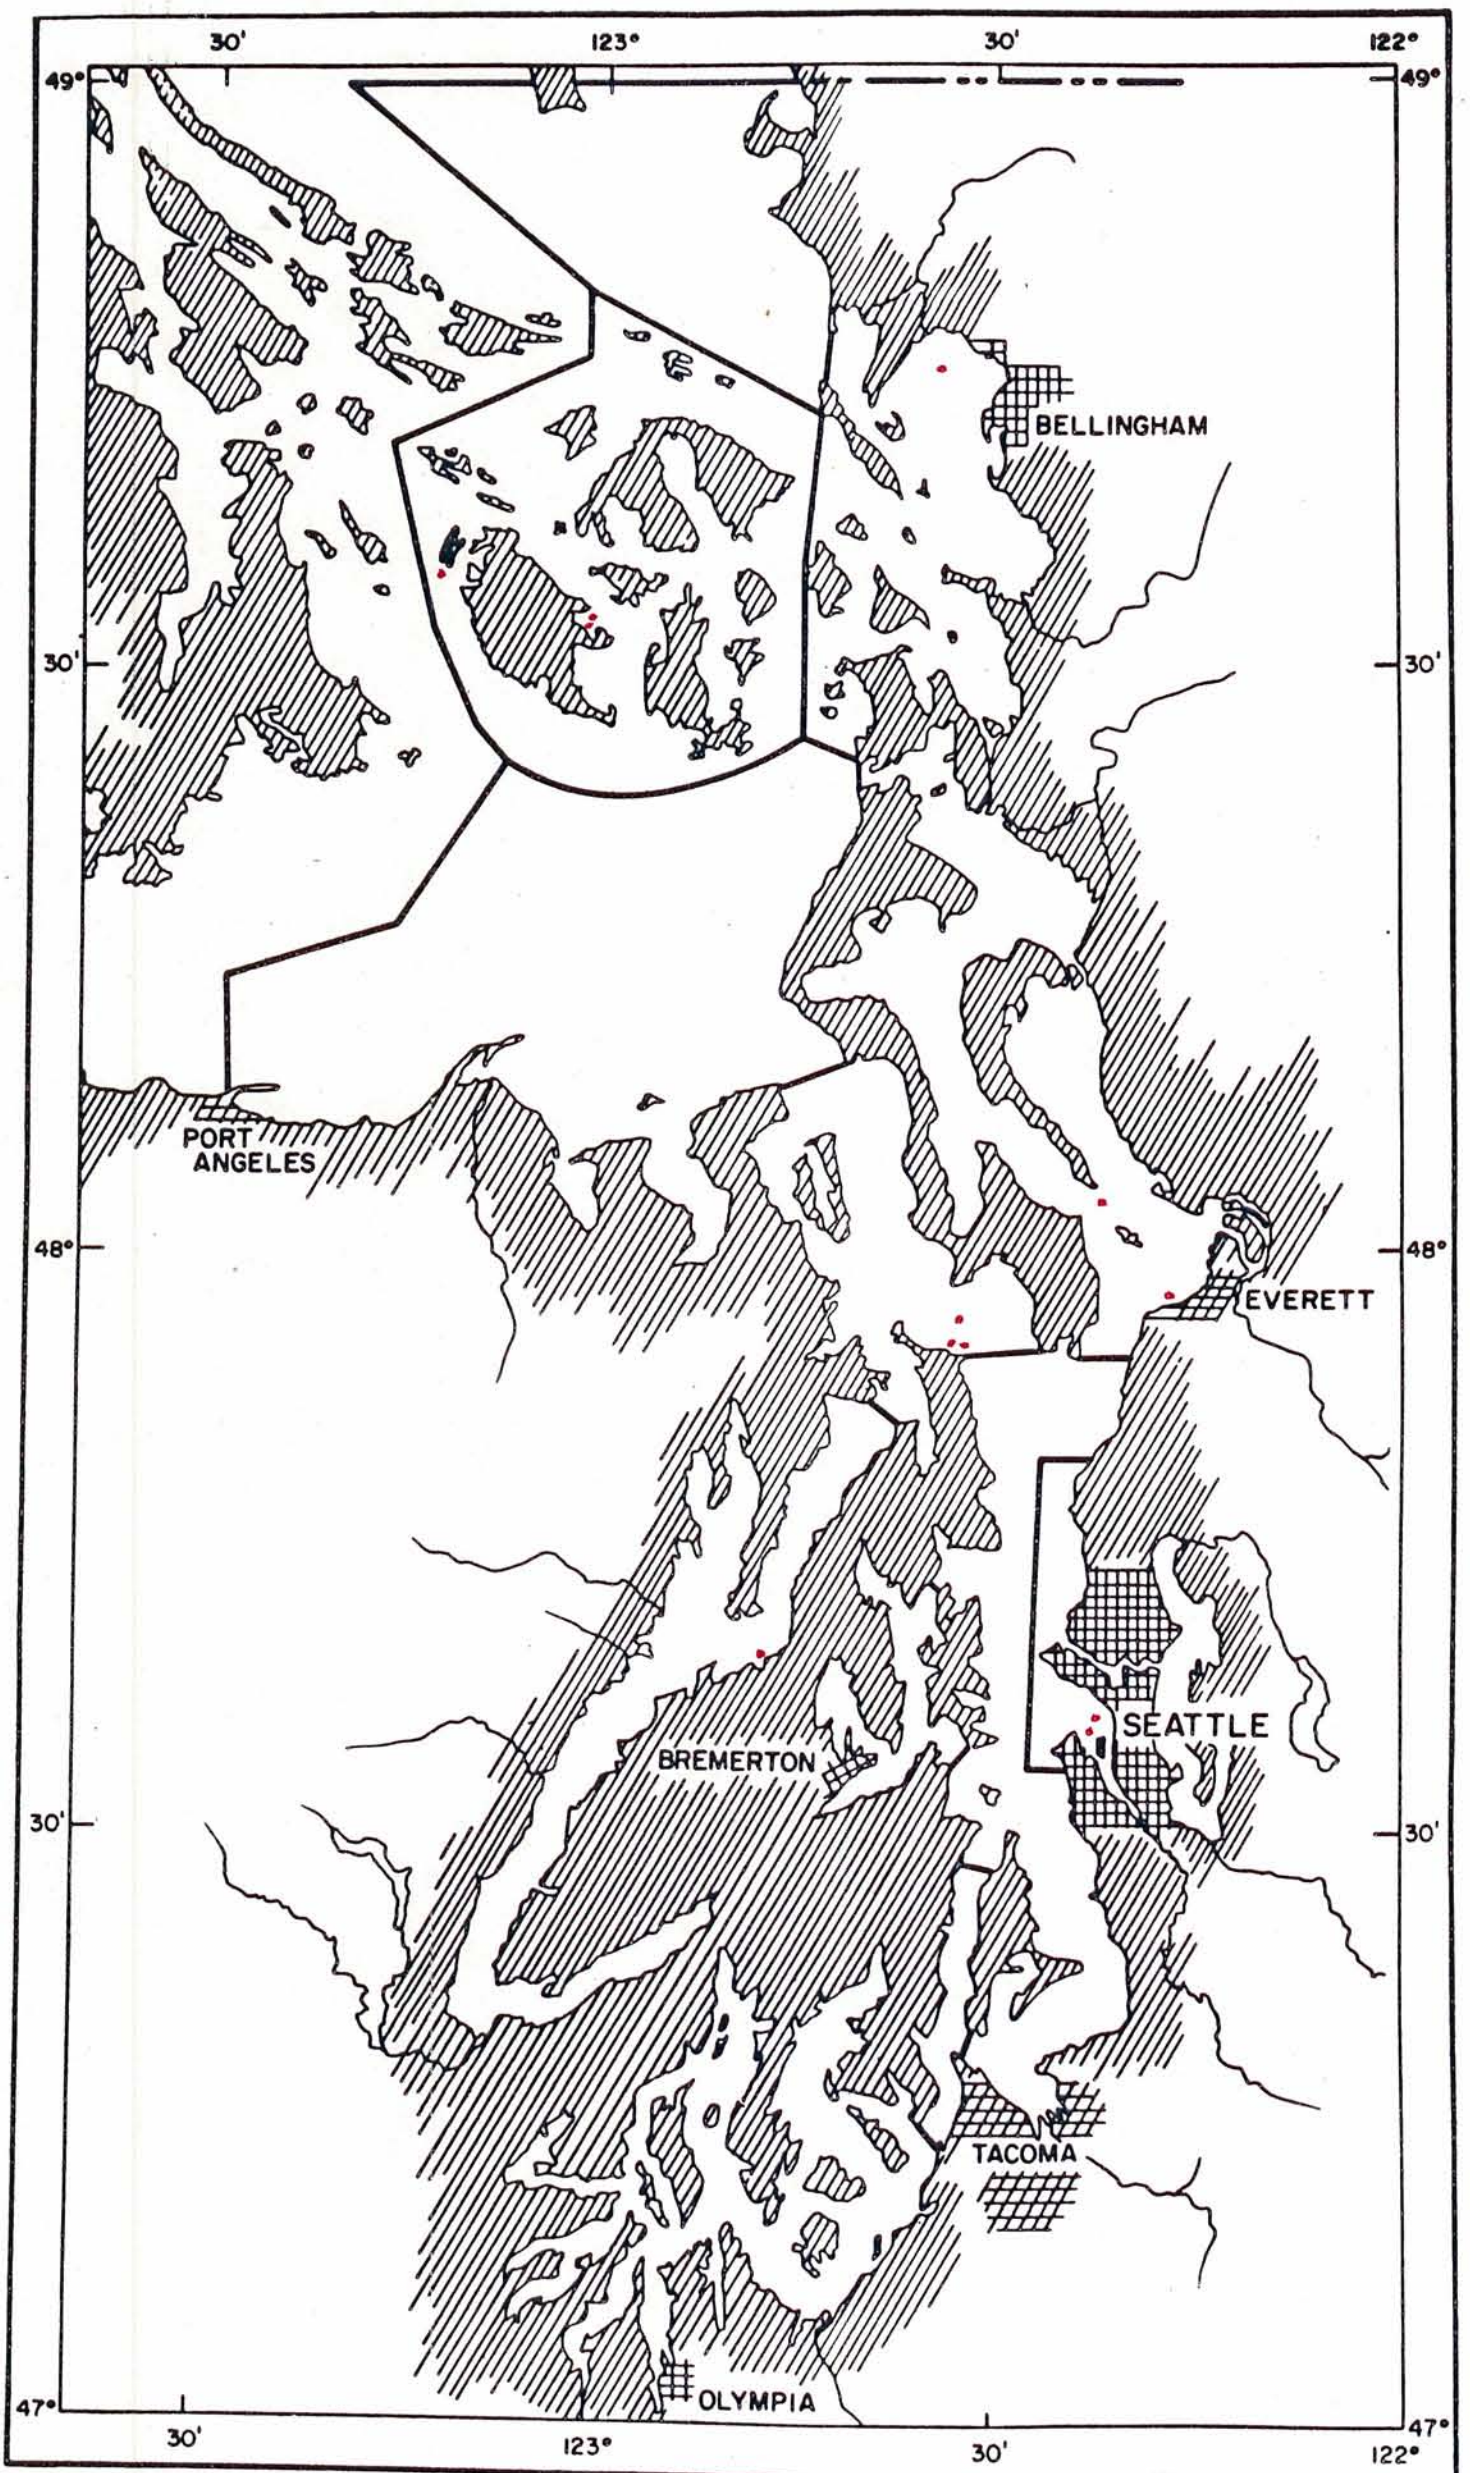 30' 123° 30' 122°
49° 49°
BELLINGHAM
30' 30'
PORT
ANGELES
48° 48°
EVERETT
SEATTLE
BREMERTON
30' 30'
TACOMA
OLYMPIA
47° 47°
30' 123° 30' 122°